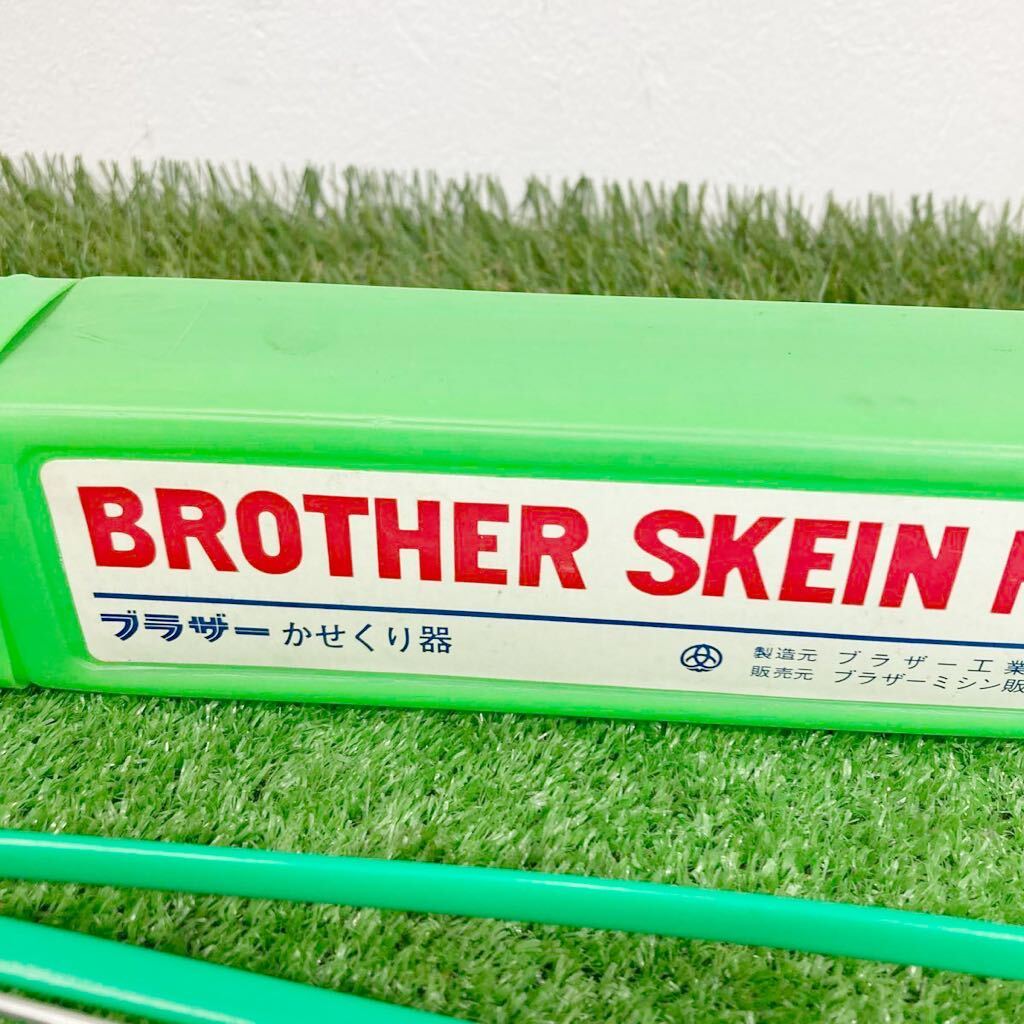 BROTHER SKEIN
ブラザー かせくり器
製造元 ブラザー工業
販売元 ブラザーミシン販